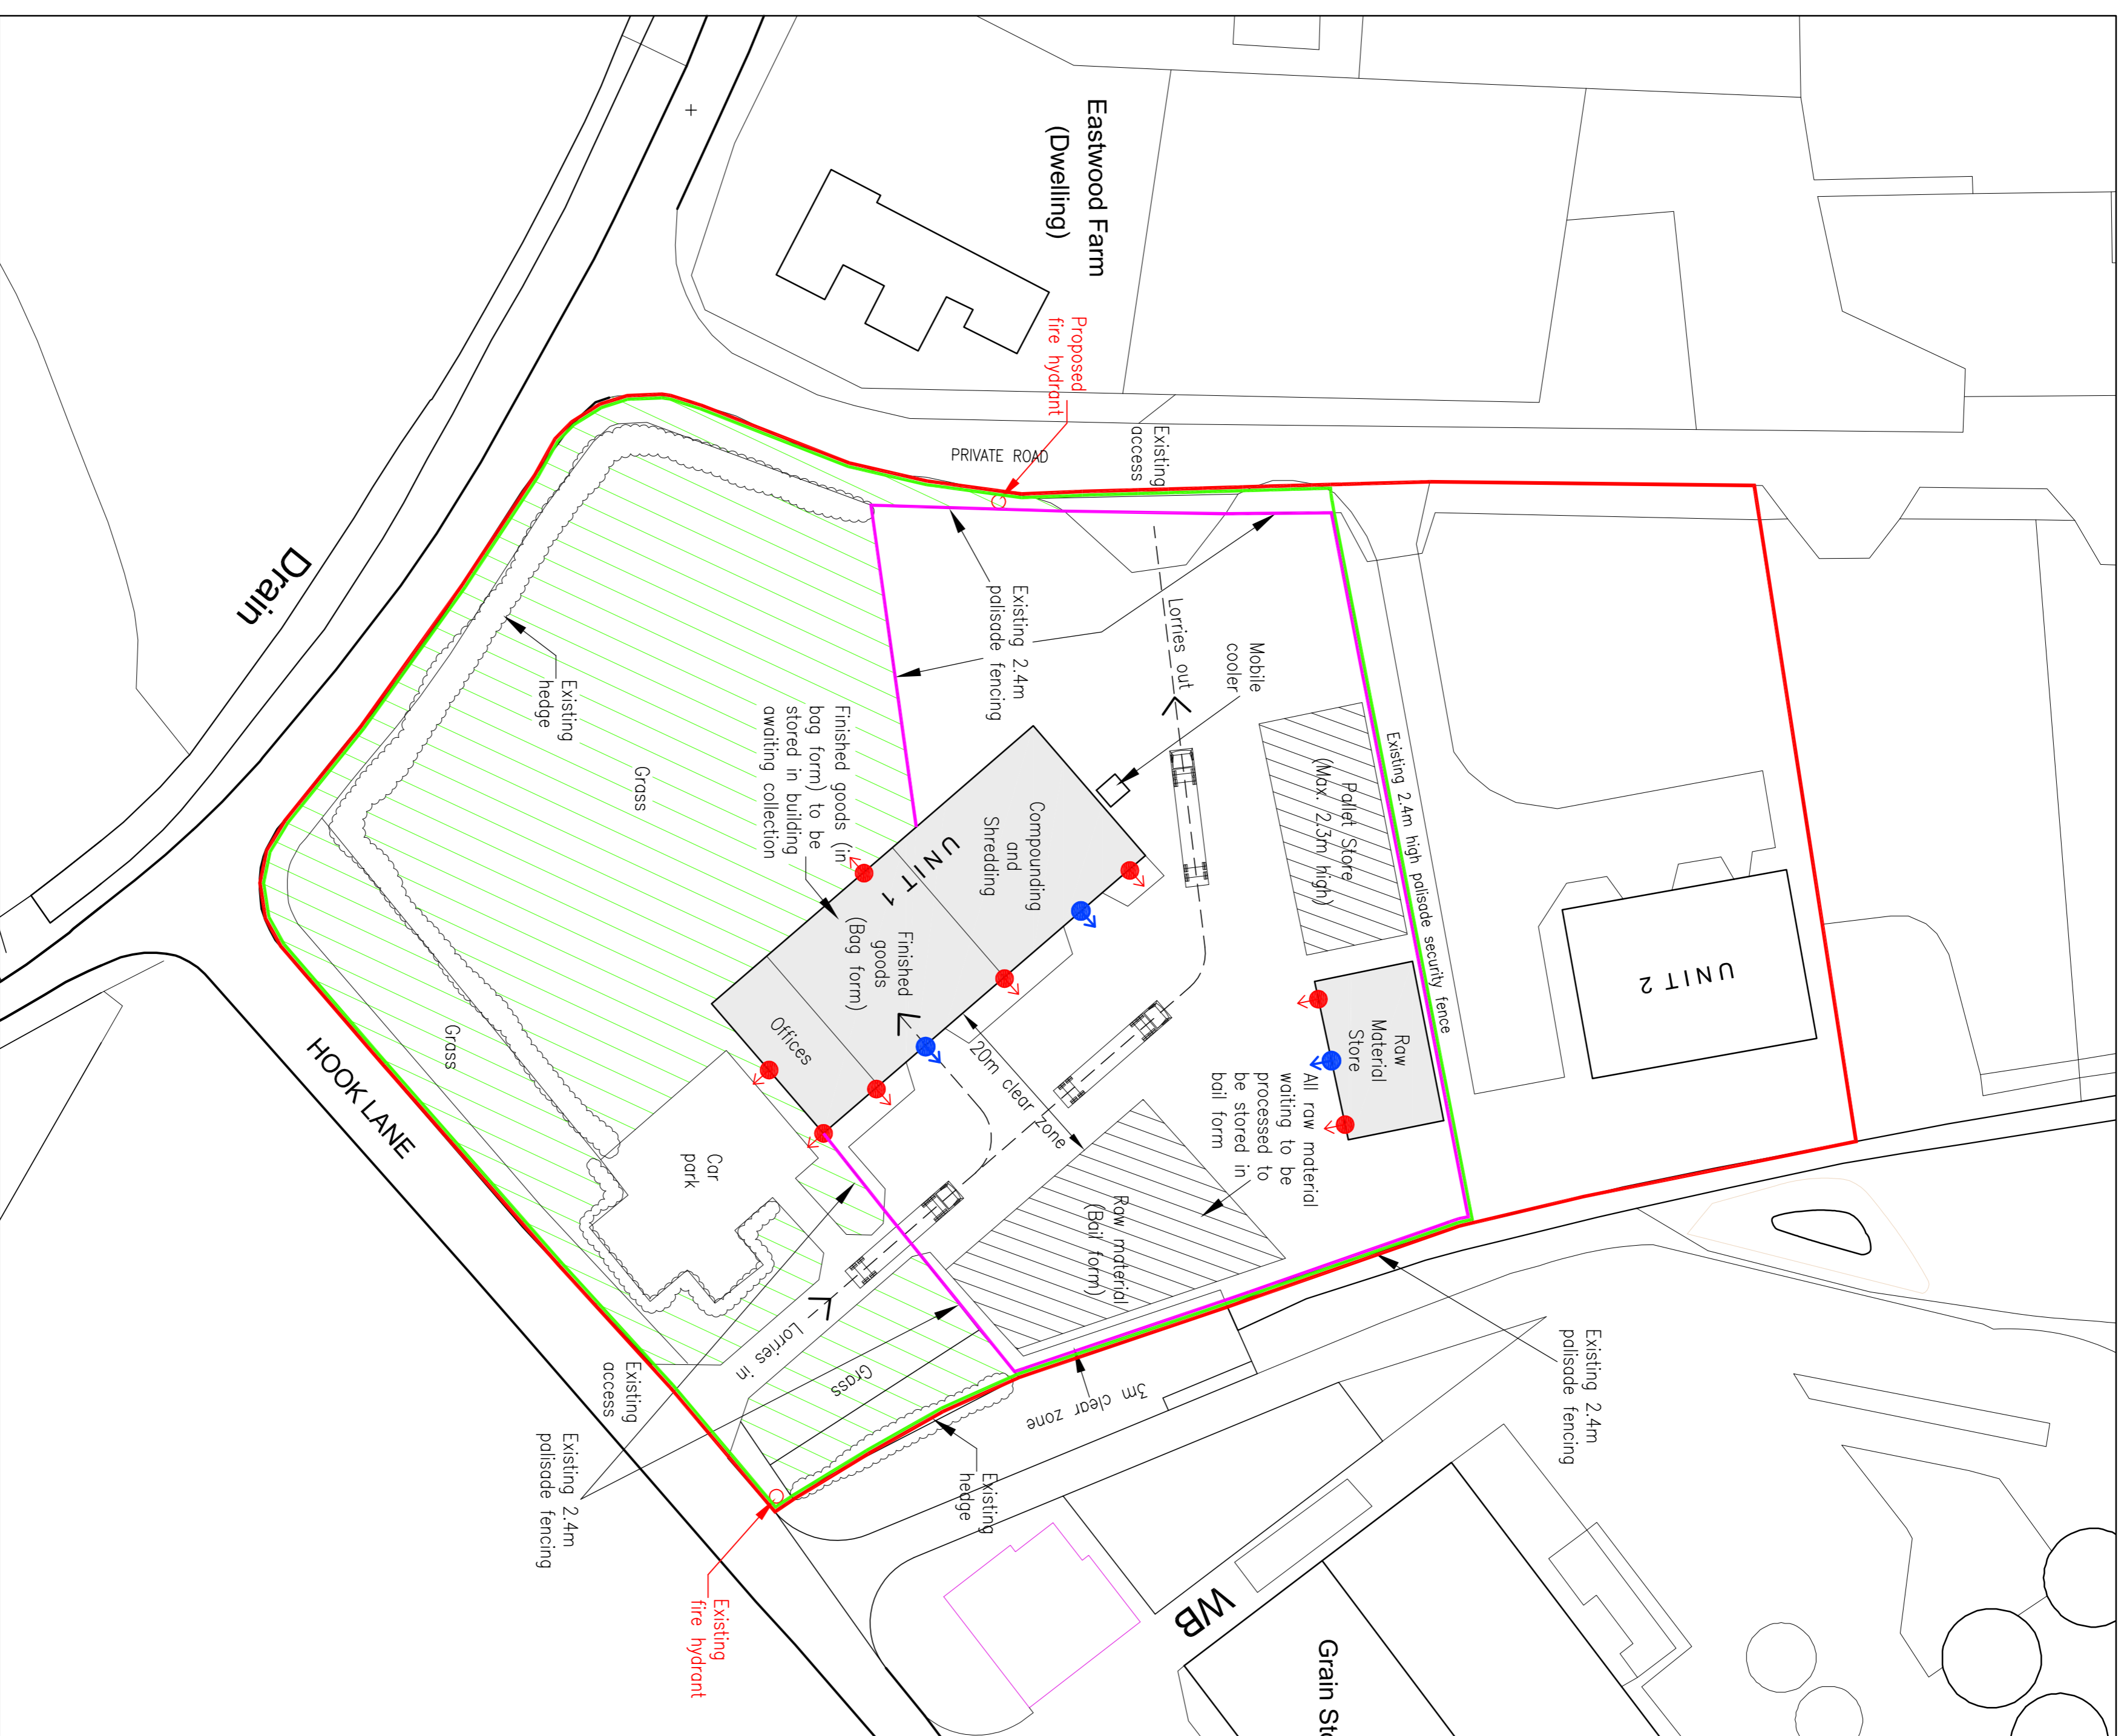 Eastwood Farm
(Dwelling)
Proposed
fire hydrant
PRIVATE ROAD
Existing
access
Existing 2.4m
palisade fencing
Lorries out
Mobile
cooler
Existing 2.4m high palisade security fence
Pallet Store
(Max. 2.3m high)
UNIT 2
Raw
Material
Store
All raw material
waiting to be
processed to
be stored in
bail form
Raw material
(Bail form)
20m clear zone
UNIT 1
Compounding
and
Shredding
Finished
goods
(Bag form)
Offices
Finished goods (in
bag form) to be
stored in building
awaiting collection
Existing
hedge
Grass
Grass
Drain
HOOK LANE
Car
park
Lorries in
Grass
3m clear zone
Existing
access
Existing 2.4m
palisade fencing
Existing
hedge
Existing
fire hydrant
Existing 2.4m
palisade fencing
WB
Grain